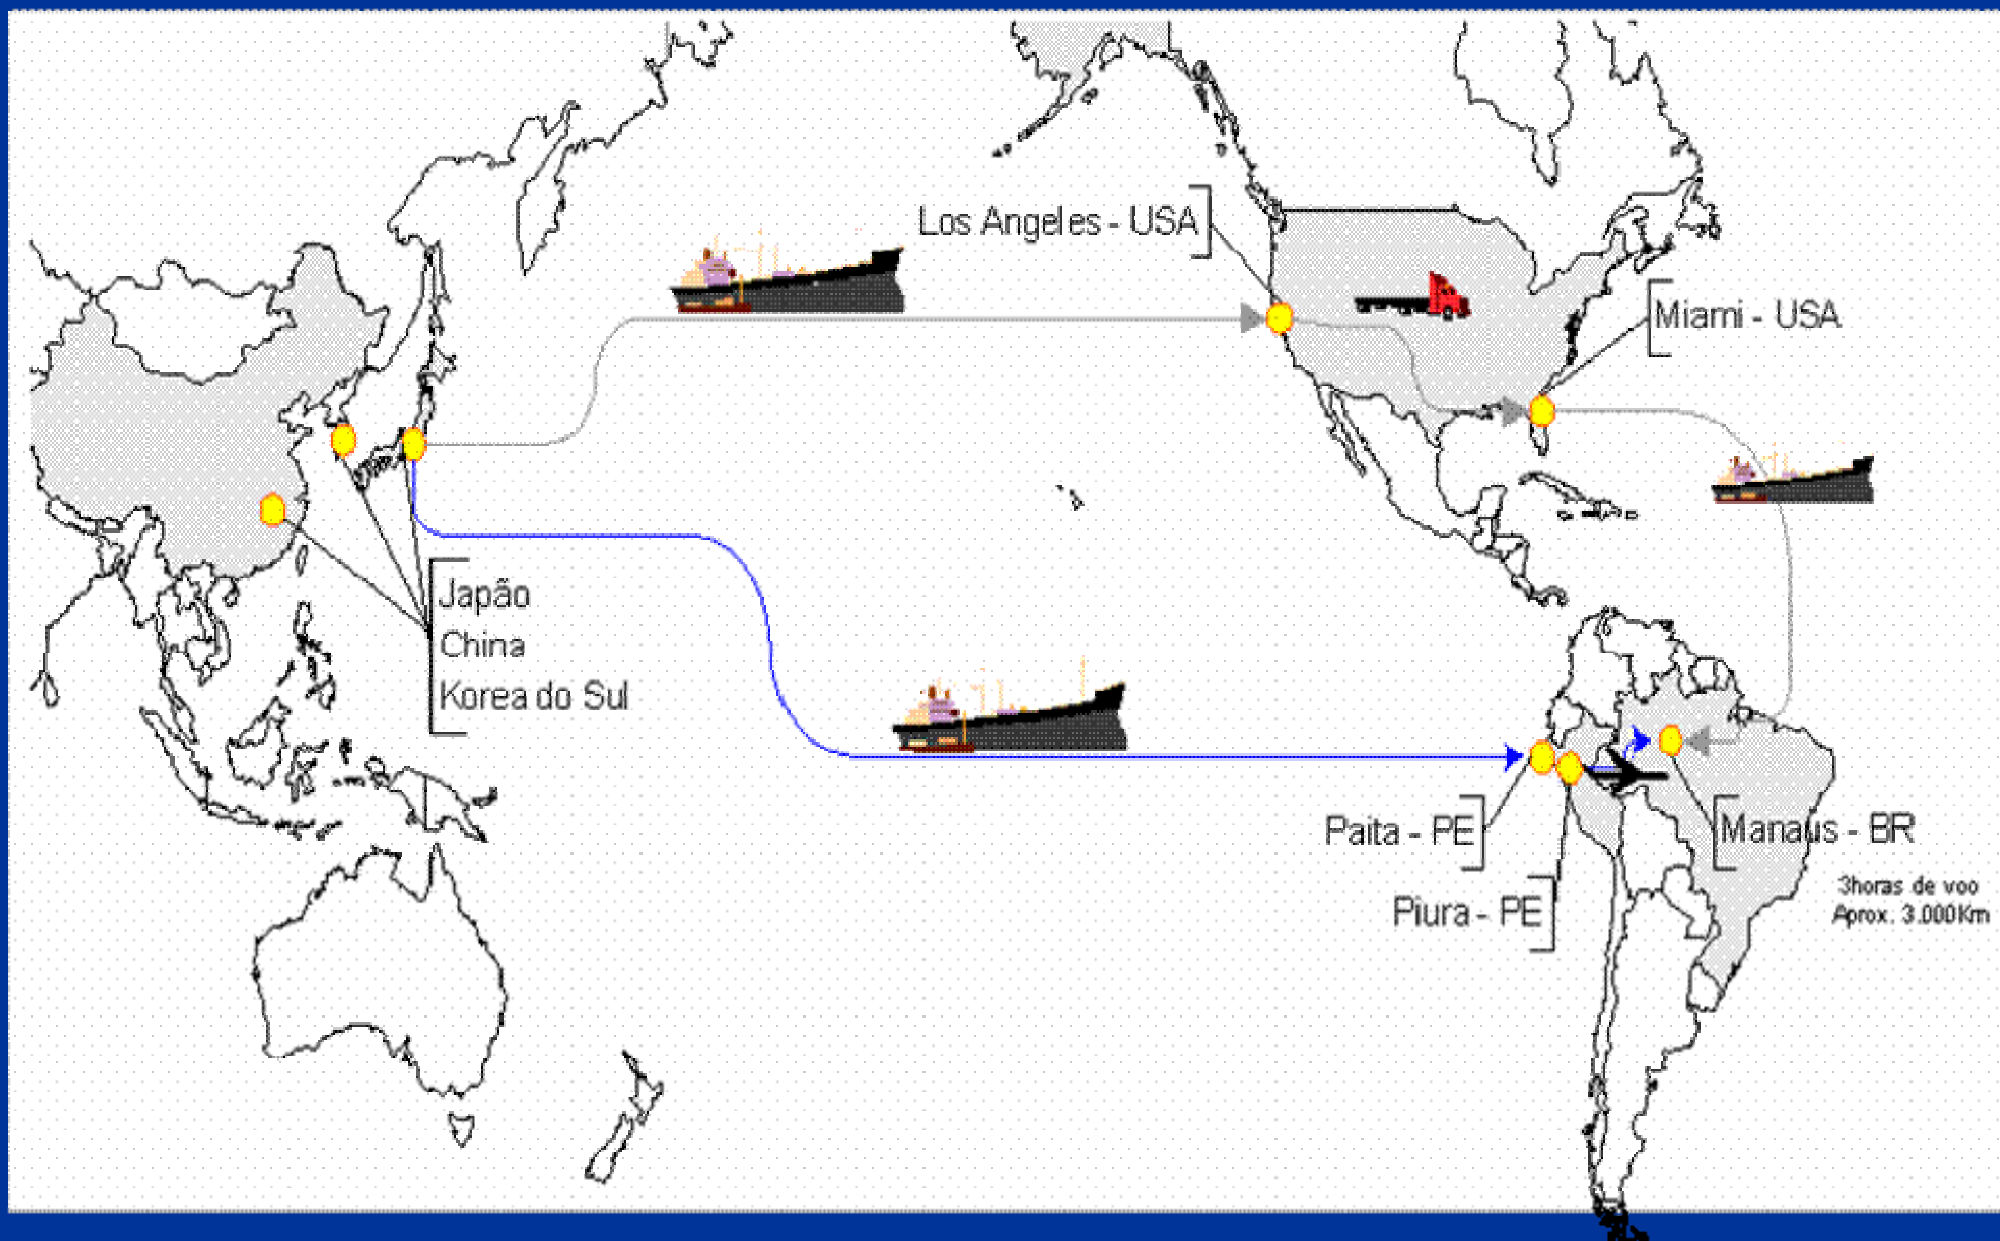 Los Angeles - USA
Miami - USA
Japão
China
Korea do Sul
Paita - PE
Manaus - BR
Piura - PE
3horas de voo
Aprox. 3.000Km